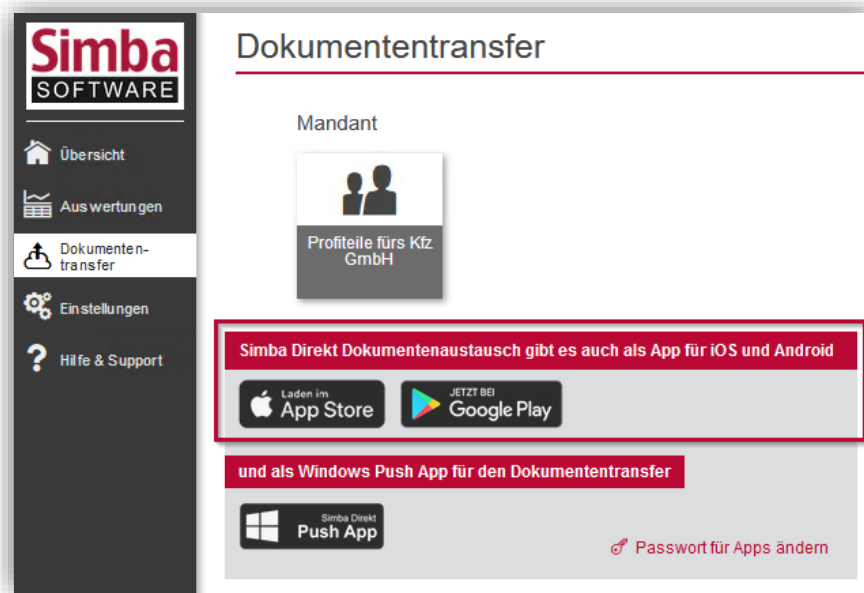 Simba
SOFTWARE
Übersicht
Auswertungen
Dokumenten-
transfer
Einstellungen
Hilfe & Support
Dokumententransfer
Mandant
Profiteile fürs Kfz
GmbH
Simba Direkt Dokumentenaustausch gibt es auch als App für iOS und Android
Laden im
App Store
JETZT BEI
Google Play
und als Windows Push App für den Dokumententransfer
Simba Direkt
Push App
Passwort für Apps ändern